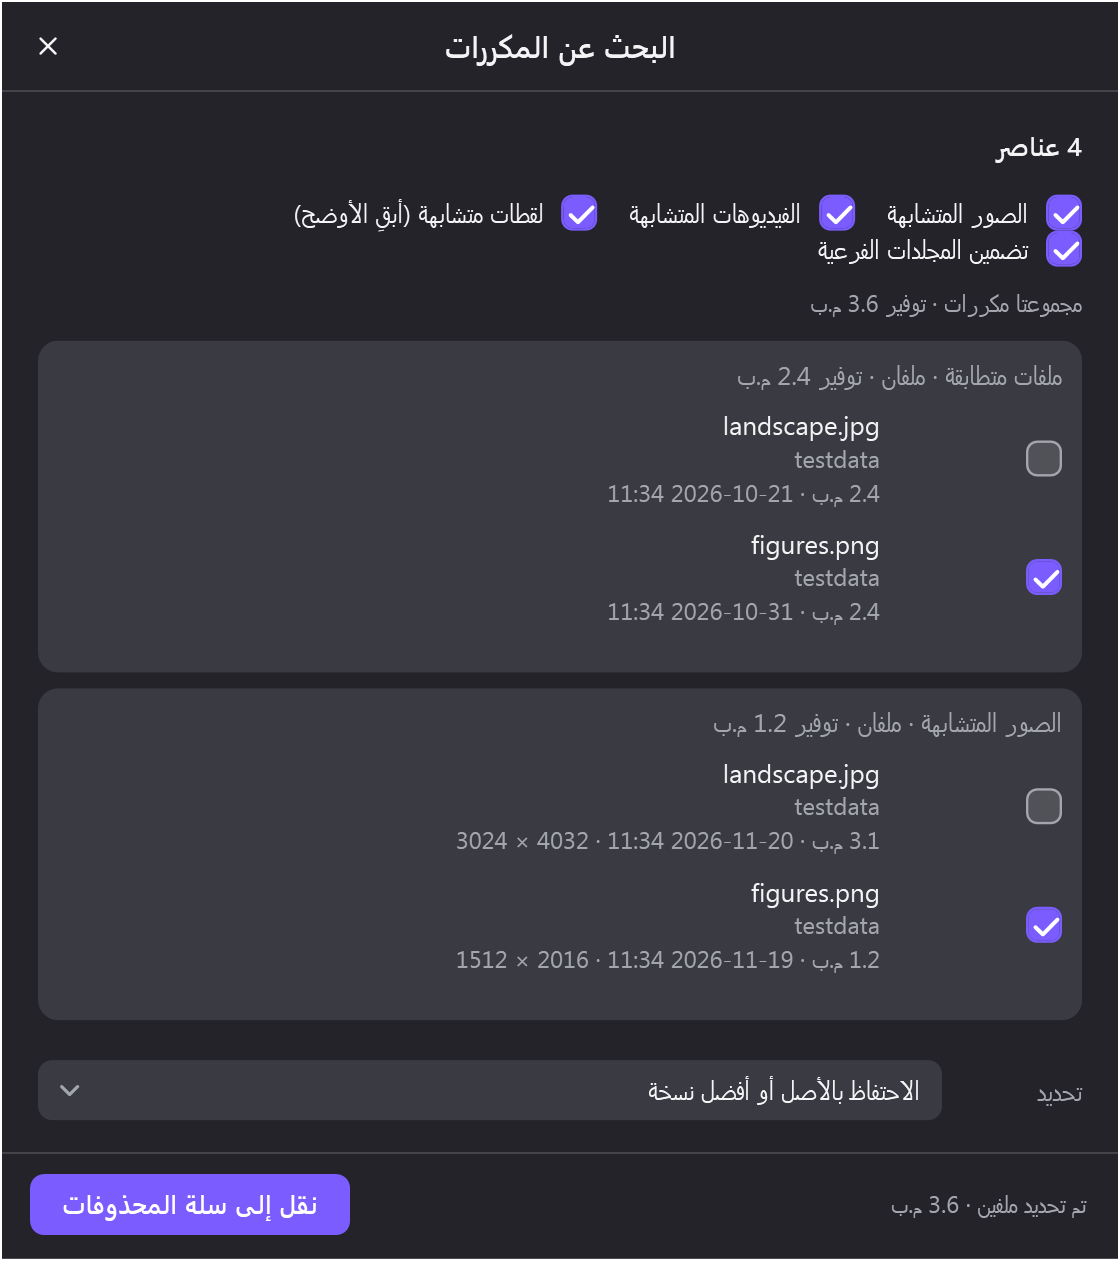 البحث عن المكررات
4 عناصر
الصور المتشابهة الفيديوهات المتشابهة لقطات متشابهة (أبقِ الأوضح)
تضمين المجلدات الفرعية
مجموعتا مكررات · توفير 3.6 م.ب
ملفات متطابقة · ملفان · توفير 2.4 م.ب
landscape.jpg
testdata
2.4 م.ب · 2026-10-21 11:34
figures.png
testdata
2.4 م.ب · 2026-10-31 11:34
الصور المتشابهة · ملفان · توفير 1.2 م.ب
landscape.jpg
testdata
3.1 م.ب · 2026-11-20 11:34 · 4032 × 3024
figures.png
testdata
1.2 م.ب · 2026-11-19 11:34 · 2016 × 1512
تحديد
الاحتفاظ بالأصل أو أفضل نسخة
تم تحديد ملفين · 3.6 م.ب
نقل إلى سلة المحذوفات